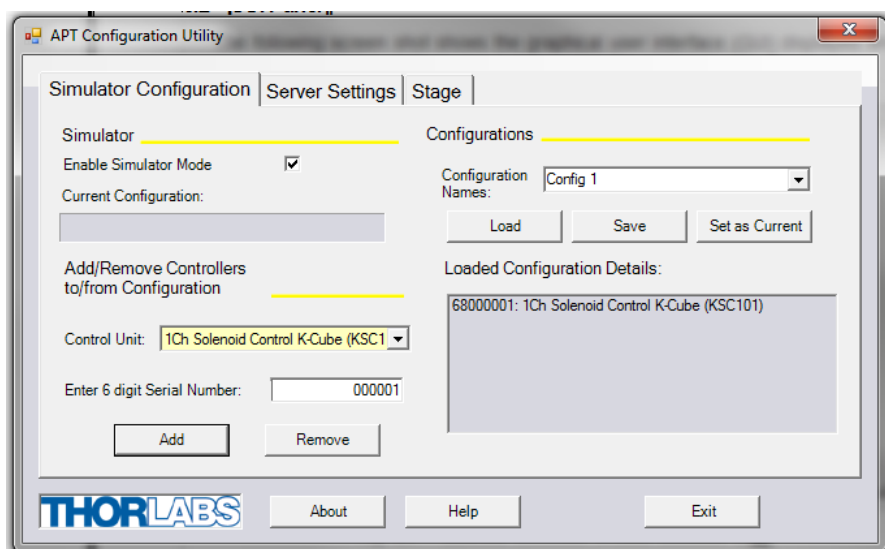 APT Configuration Utility
Simulator Configuration
Server Settings
Stage
Simulator
Enable Simulator Mode
Current Configuration:
Add/Remove Controllers
to/from Configuration
Control Unit:
1Ch Solenoid Control K-Cube (KSC1
Enter 6 digit Serial Number:
000001
Add
Remove
Configurations
Configuration
Names:
Config 1
Load
Save
Set as Current
Loaded Configuration Details:
68000001: 1Ch Solenoid Control K-Cube (KSC101)
THORLABS
About
Help
Exit